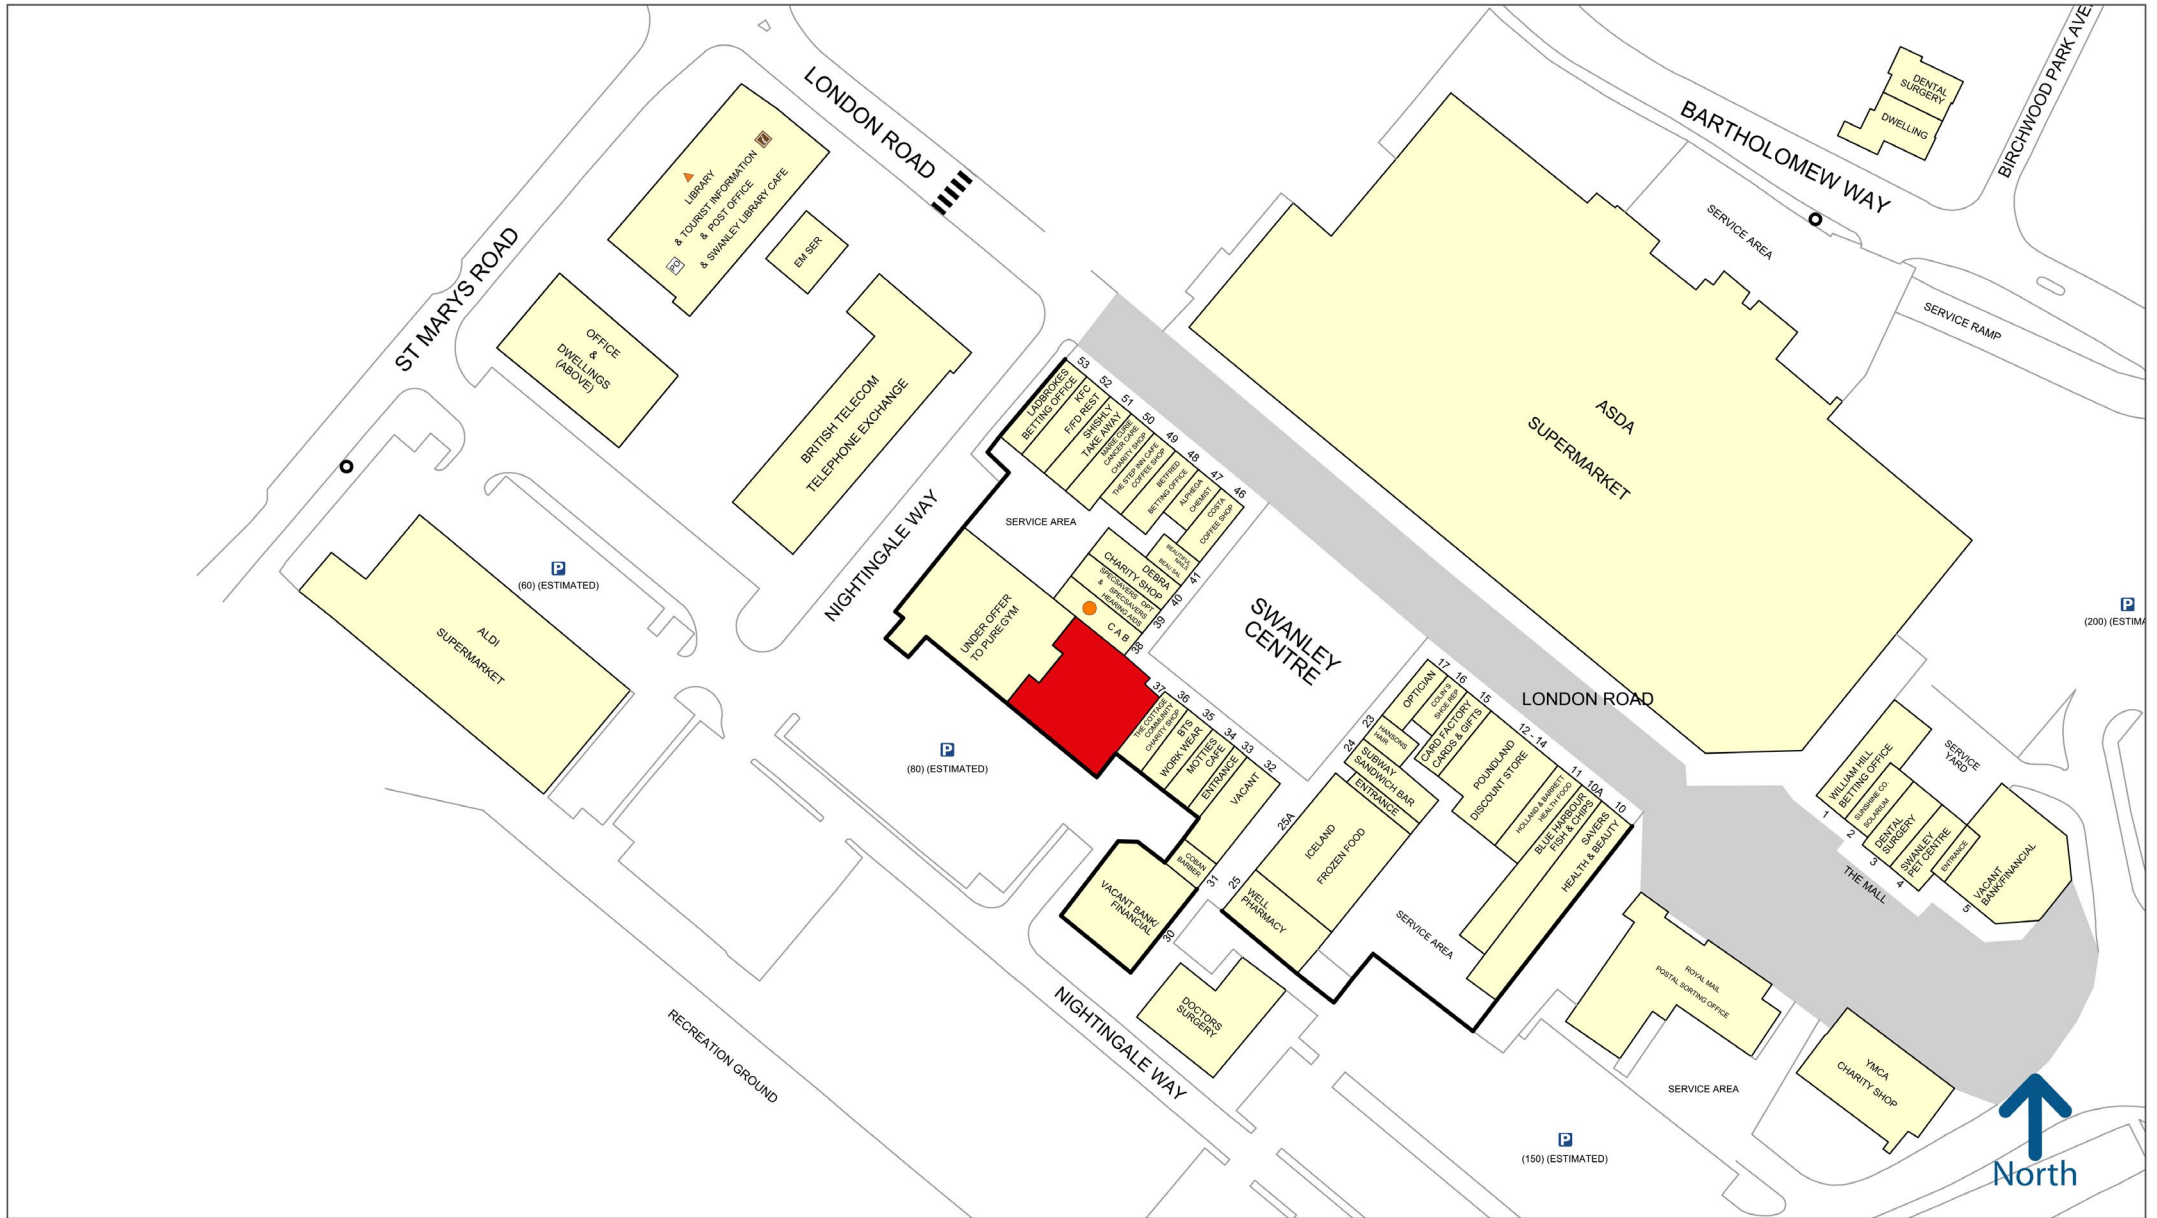 LONDON ROAD
BARTHOLOMEW WAY
BIRCHWOOD PARK AVE
DENTAL
SURGERY
DWELLING
SERVICE AREA
SERVICE RAMP
LIBRARY
& TOURIST INFORMATION
& POST OFFICE
& SWANLEY LIBRARY CAFE
PO
EM SER
ST MARYS ROAD
OFFICE
&
DWELLINGS
(ABOVE)
BRITISH TELECOM
TELEPHONE EXCHANGE
NIGHTINGALE WAY
P
(60) (ESTIMATED)
ALDI
SUPERMARKET
ASDA
SUPERMARKET
P
(200) (ESTIMA
53
LADBROKES
BETTING OFFICE
52
KFC
F/FD REST
51
SHISHLY
TAKE AWAY
50
MARIE CURIE
CANCER CARE
CHARITY SHOP
49
THE STEP INN CAFE
COFFEE SHOP
48
BETFRED
BETTING OFFICE
47
ALPHEGA
CHEMIST
46
COSTA
COFFEE SHOP
SERVICE AREA
BEAUTIFUL
NAILS
BEAU SAL
41
DEBRA
CHARITY SHOP
40
SPECSAVERS OPT
&
SPECSAVERS
HEARING AIDS
39
C A B
38
UNDER OFFER
TO PUREGYM
SWANLEY
CENTRE
37
THE COTTAGE
COMMUNITY
CHARITY SHOP
36
BTS
WORK WEAR
35
MOTTIES
CAFE
34
ENTRANCE
33
VACANT
32
COBAN
BARBER
31
VACANT BANK/
FINANCIAL
30
P
(80) (ESTIMATED)
LONDON ROAD
17
OPTICIAN
16
COLIN'S
SHOE REP
15
CARD FACTORY
CARDS & GIFTS
12 - 14
POUNDLAND
DISCOUNT STORE
11
HOLLAND & BARRETT
HEALTH FOOD
10A
BLUE HARBOUR
FISH & CHIPS
10
SAVERS
HEALTH & BEAUTY
23
HANSONS
HAIR
24
SUBWAY
SANDWICH BAR
ENTRANCE
25A
ICELAND
FROZEN FOOD
25
WELL
PHARMACY
SERVICE AREA
WILLIAM HILL
BETTING OFFICE
1
SUNSHINE CO.
SOLARIUM
2
DENTAL
SURGERY
3
SWANLEY
PET CENTRE
4
ENTRANCE
VACANT
BANK/FINANCIAL
5
SERVICE
YARD
THE MALL
ROYAL MAIL
POSTAL SORTING OFFICE
DOCTORS
SURGERY
NIGHTINGALE WAY
RECREATION GROUND
SERVICE AREA
YMCA
CHARITY SHOP
P
(150) (ESTIMATED)
North